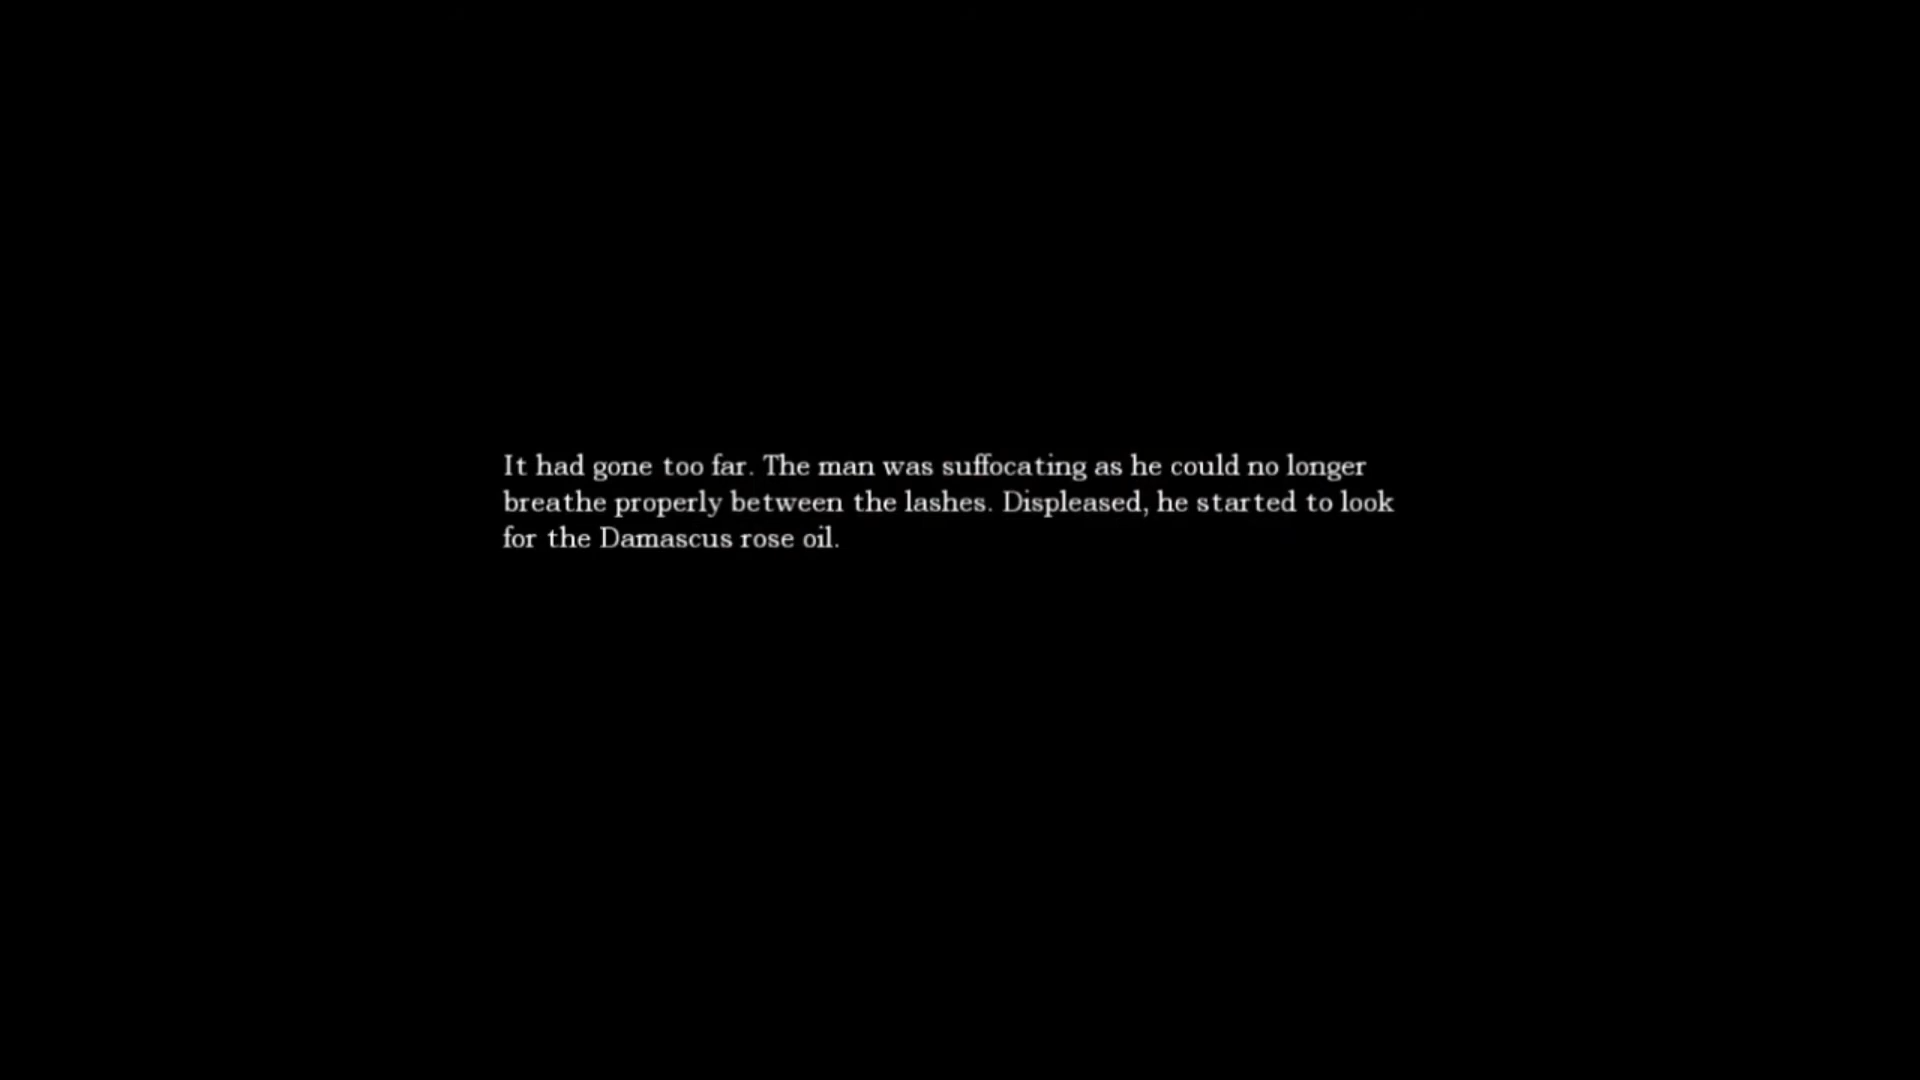 It had gone too far. The man was suffocating as he could no longer
breathe properly between the lashes. Displeased, he started to look
for the Damascus rose oil.